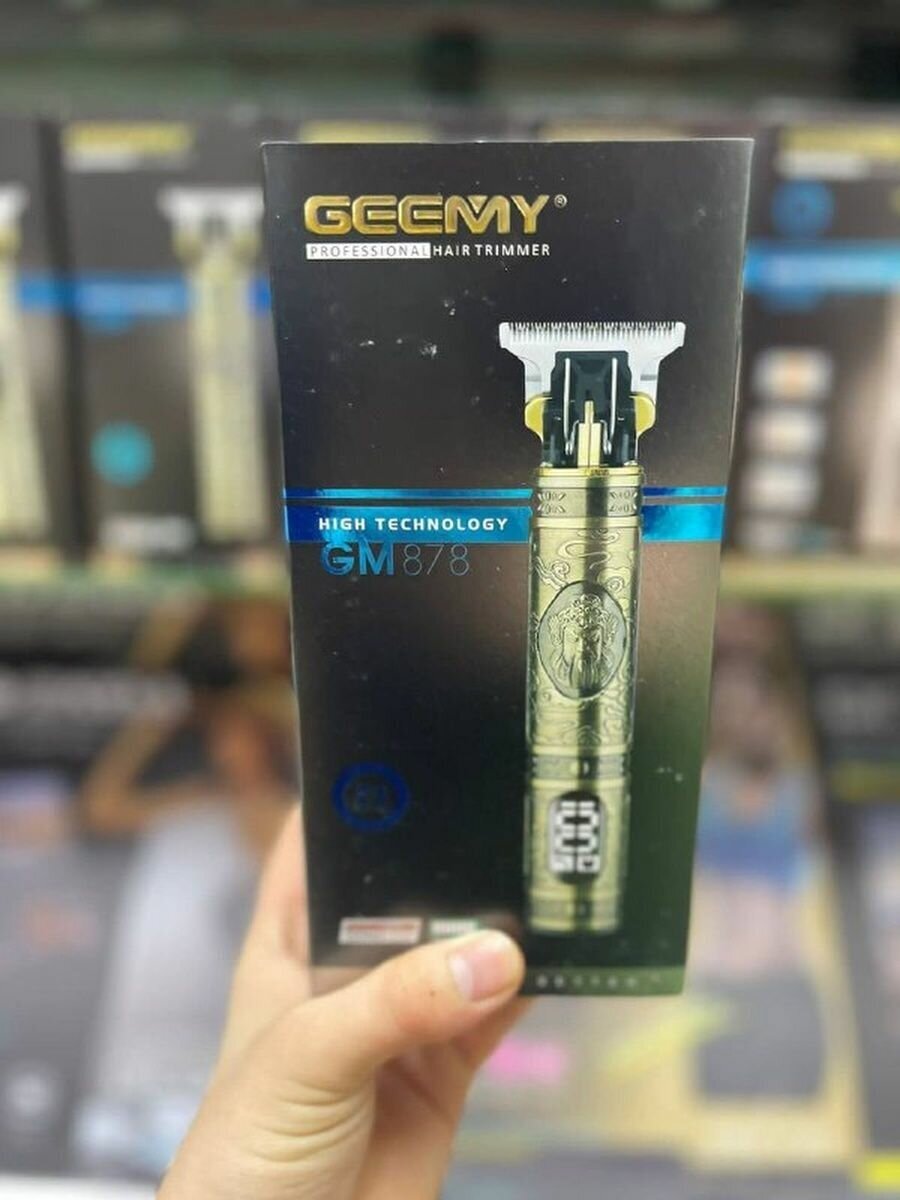 GEEMY®
PROFESSIONAL HAIR TRIMMER
HIGH TECHNOLOGY
GM878